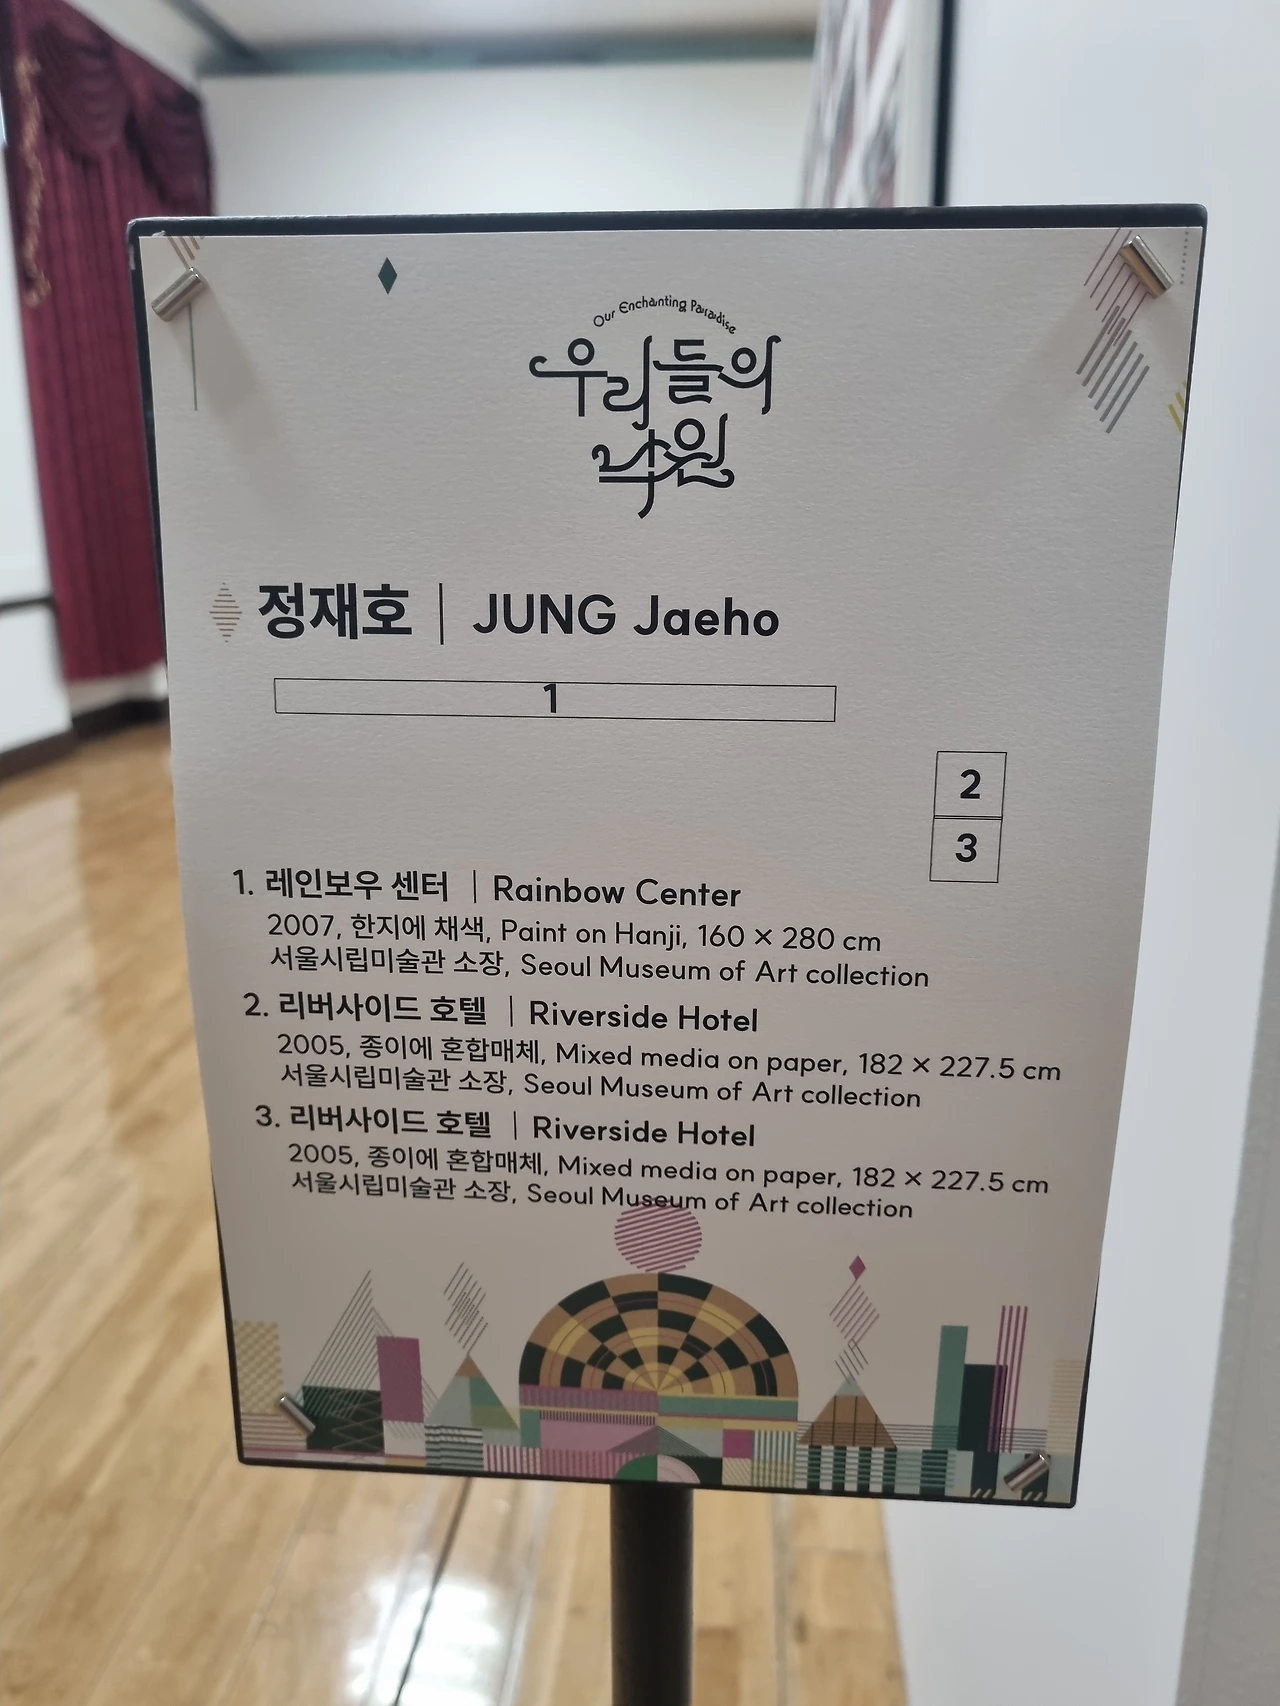 Our Enchanting Paradise
우리들의
낙원
정재호 | JUNG Jaeho
1
2
3
1. 레인보우 센터 | Rainbow Center
2007, 한지에 채색, Paint on Hanji, 160 × 280 cm
서울시립미술관 소장, Seoul Museum of Art collection
2. 리버사이드 호텔 | Riverside Hotel
2005, 종이에 혼합매체, Mixed media on paper, 182 × 227.5 cm
서울시립미술관 소장, Seoul Museum of Art collection
3. 리버사이드 호텔 | Riverside Hotel
2005, 종이에 혼합매체, Mixed media on paper, 182 × 227.5 cm
서울시립미술관 소장, Seoul Museum of Art collection